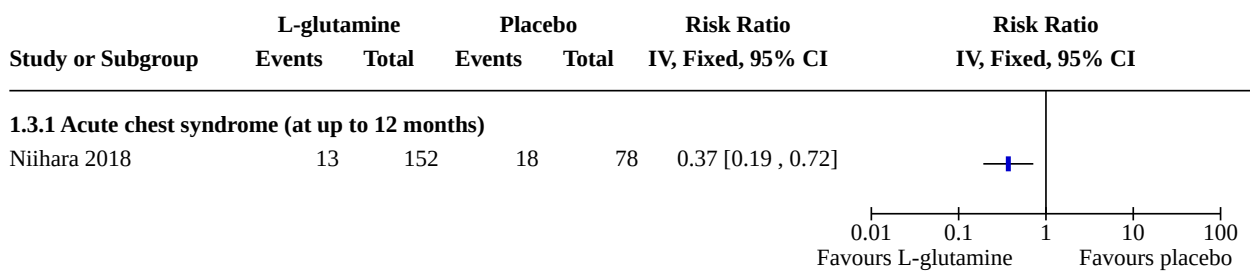 L-glutamine Placebo Risk Ratio Risk Ratio
Study or Subgroup Events Total Events Total IV, Fixed, 95% CI IV, Fixed, 95% CI
1.3.1 Acute chest syndrome (at up to 12 months)
Niihara 2018 13 152 18 78 0.37 [0.19 , 0.72]
0.01 0.1 1 10 100
Favours L-glutamine Favours placebo